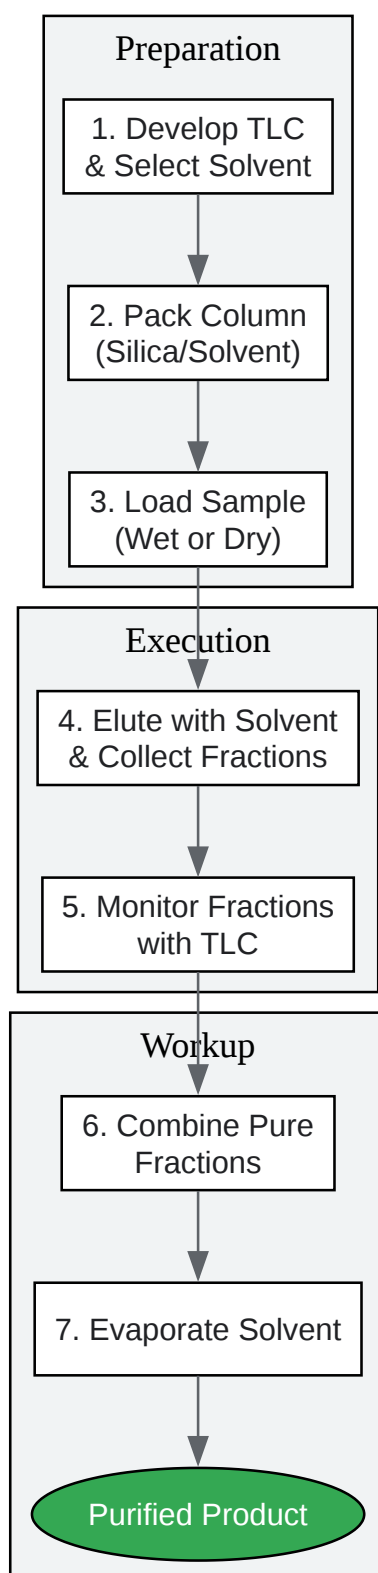 Preparation
1. Develop TLC
& Select Solvent
2. Pack Column
(Silica/Solvent)
3. Load Sample
(Wet or Dry)
Execution
4. Elute with Solvent
& Collect Fractions
5. Monitor Fractions
with TLC
Workup
6. Combine Pure
Fractions
7. Evaporate Solvent
Purified Product